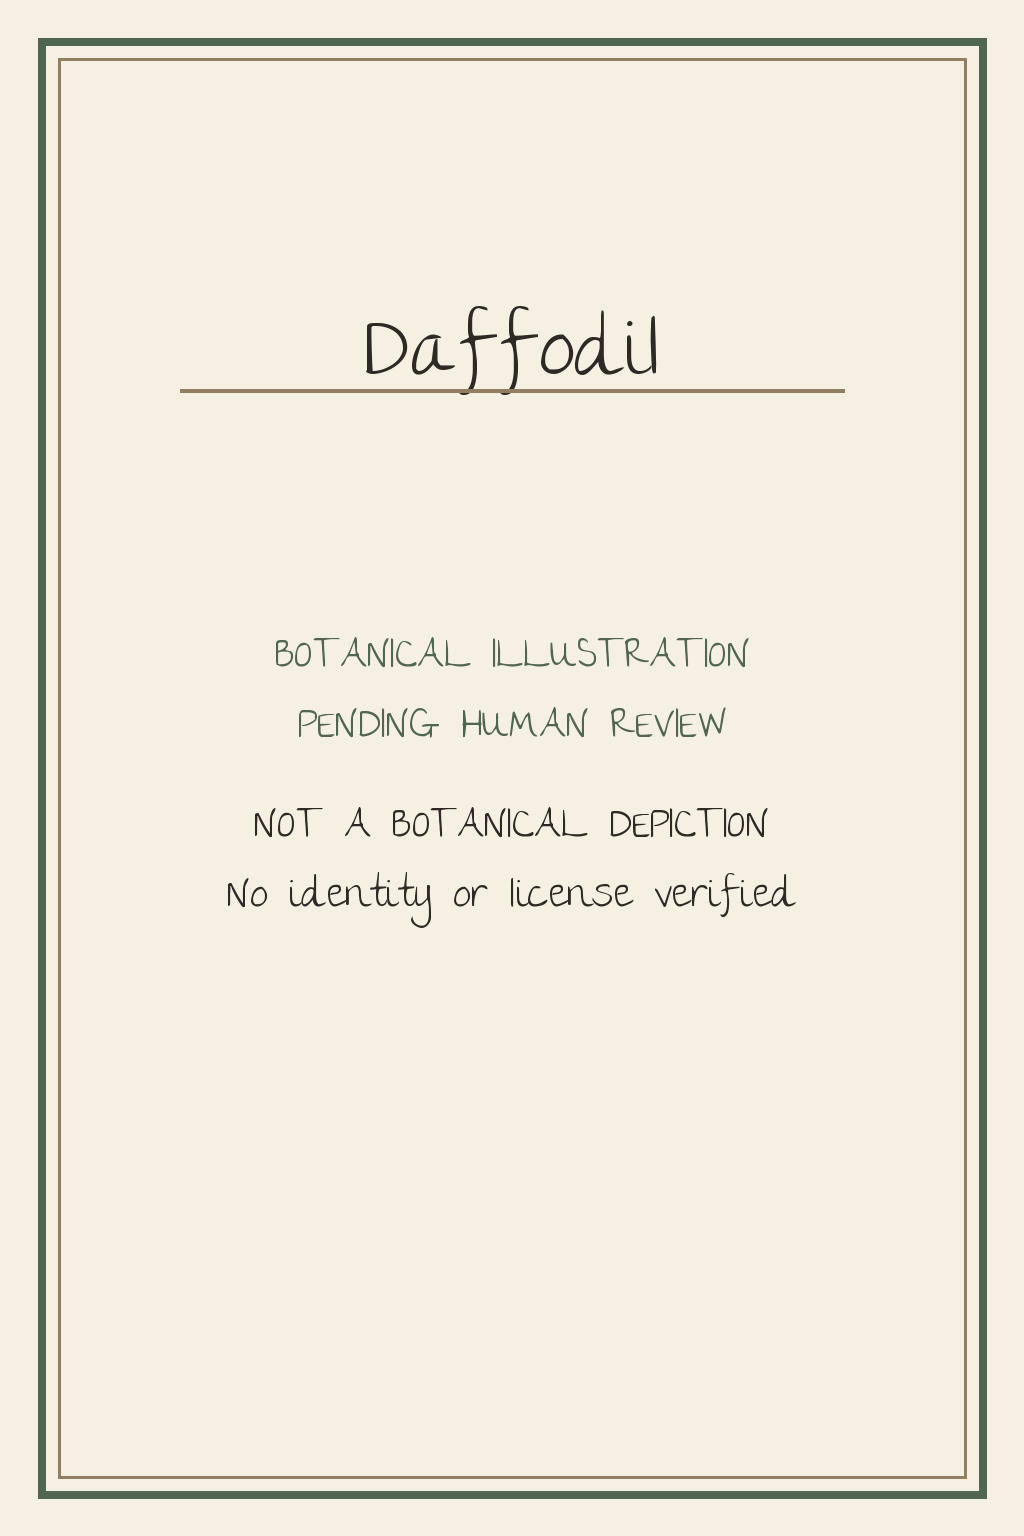 Daffodil
BOTANICAL ILLUSTRATION
PENDING HUMAN REVIEW
NOT A BOTANICAL DEPICTION
No identity or license verified